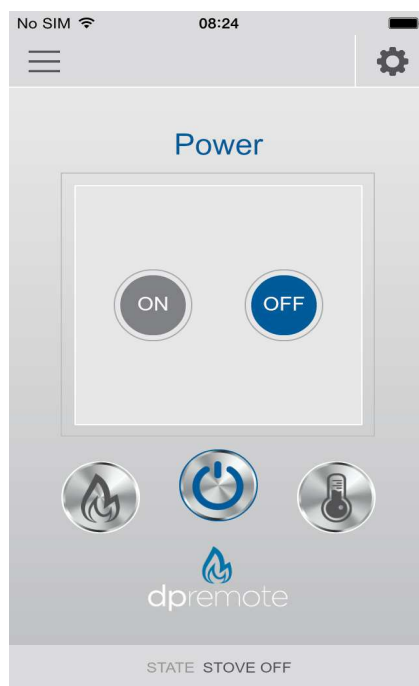 No SIM 08:24
Power
ON OFF
dpremote
STATE STOVE OFF